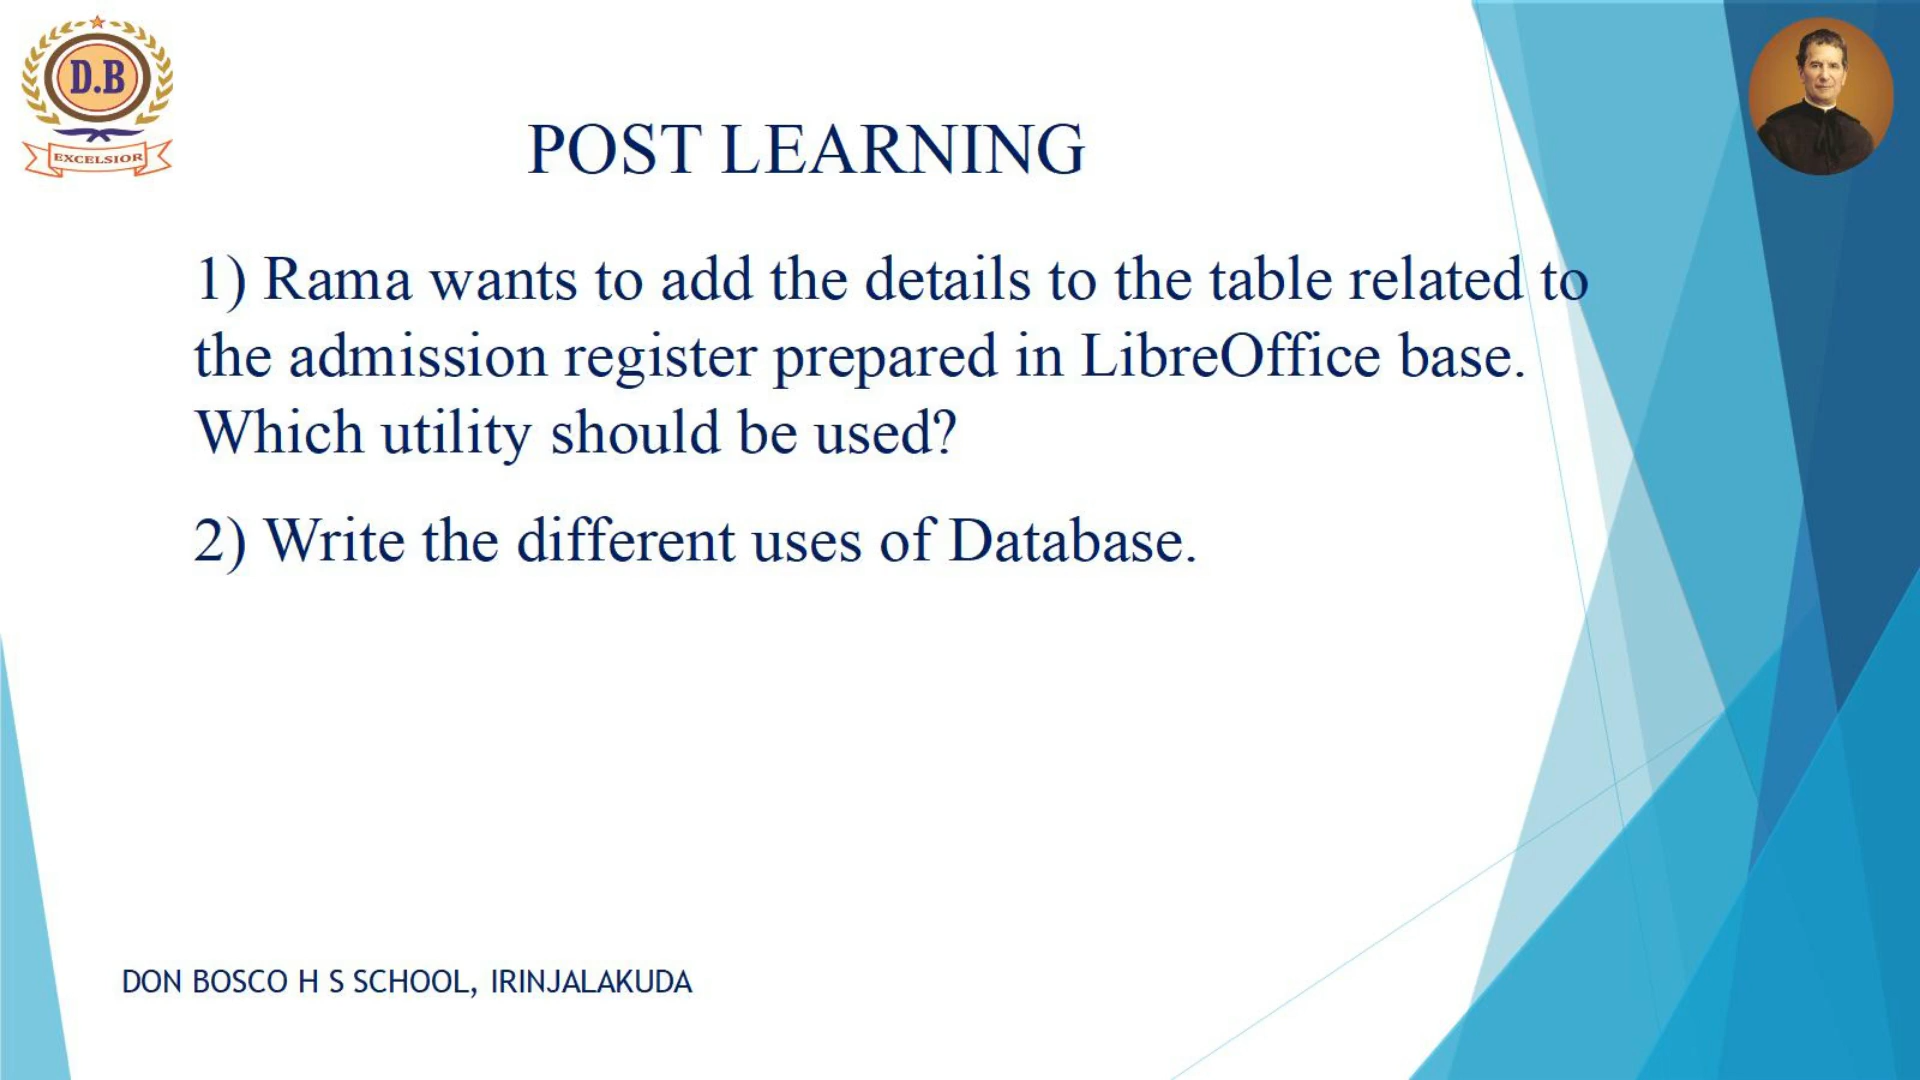 D.B
EXCELSIOR
POST LEARNING
1) Rama wants to add the details to the table related to
the admission register prepared in LibreOffice base.
Which utility should be used?
2) Write the different uses of Database.
DON BOSCO H S SCHOOL, IRINJALAKUDA